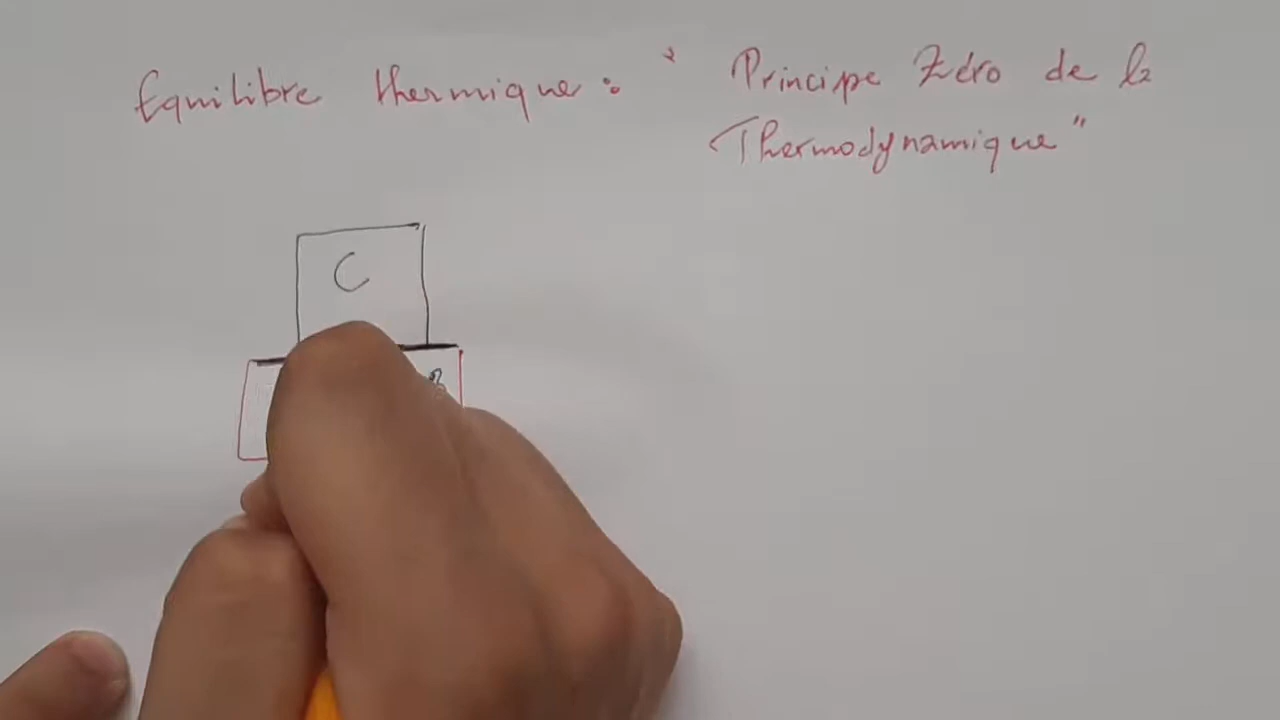 Equilibre thermique : " Principe Zéro de la
Thermodynamique"
C
B